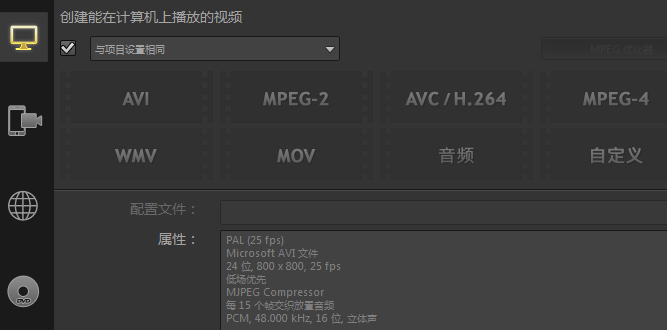 创建能在计算机上播放的视频
与项目设置相同
MPEG 优化器
AVI
MPEG-2
AVC / H.264
MPEG-4
WMV
MOV
音频
自定义
配置文件：
属性：
PAL (25 fps)
Microsoft AVI 文件
24 位, 800 x 800, 25 fps
低场优先
MJPEG Compressor
每 15 个帧交织放置音频
PCM, 48.000 kHz, 16 位, 立体声
DVD